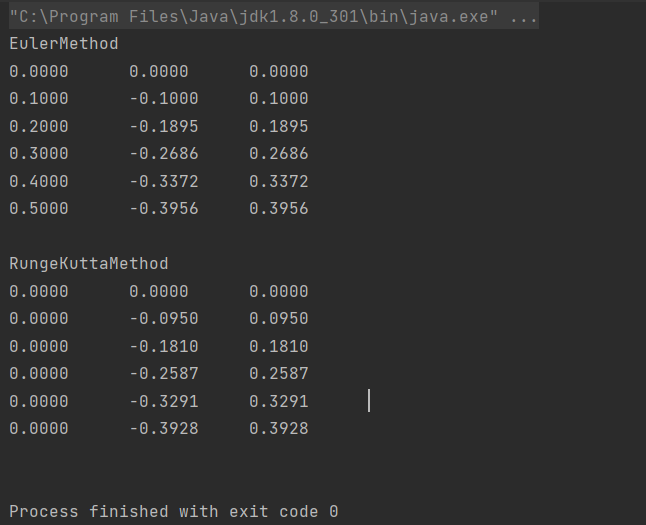 "C:\Program Files\Java\jdk1.8.0_301\bin\java.exe" ...
EulerMethod
0.0000 0.0000 0.0000
0.1000 -0.1000 0.1000
0.2000 -0.1895 0.1895
0.3000 -0.2686 0.2686
0.4000 -0.3372 0.3372
0.5000 -0.3956 0.3956
RungeKuttaMethod
0.0000 0.0000 0.0000
0.0000 -0.0950 0.0950
0.0000 -0.1810 0.1810
0.0000 -0.2587 0.2587
0.0000 -0.3291 0.3291
0.0000 -0.3928 0.3928
Process finished with exit code 0